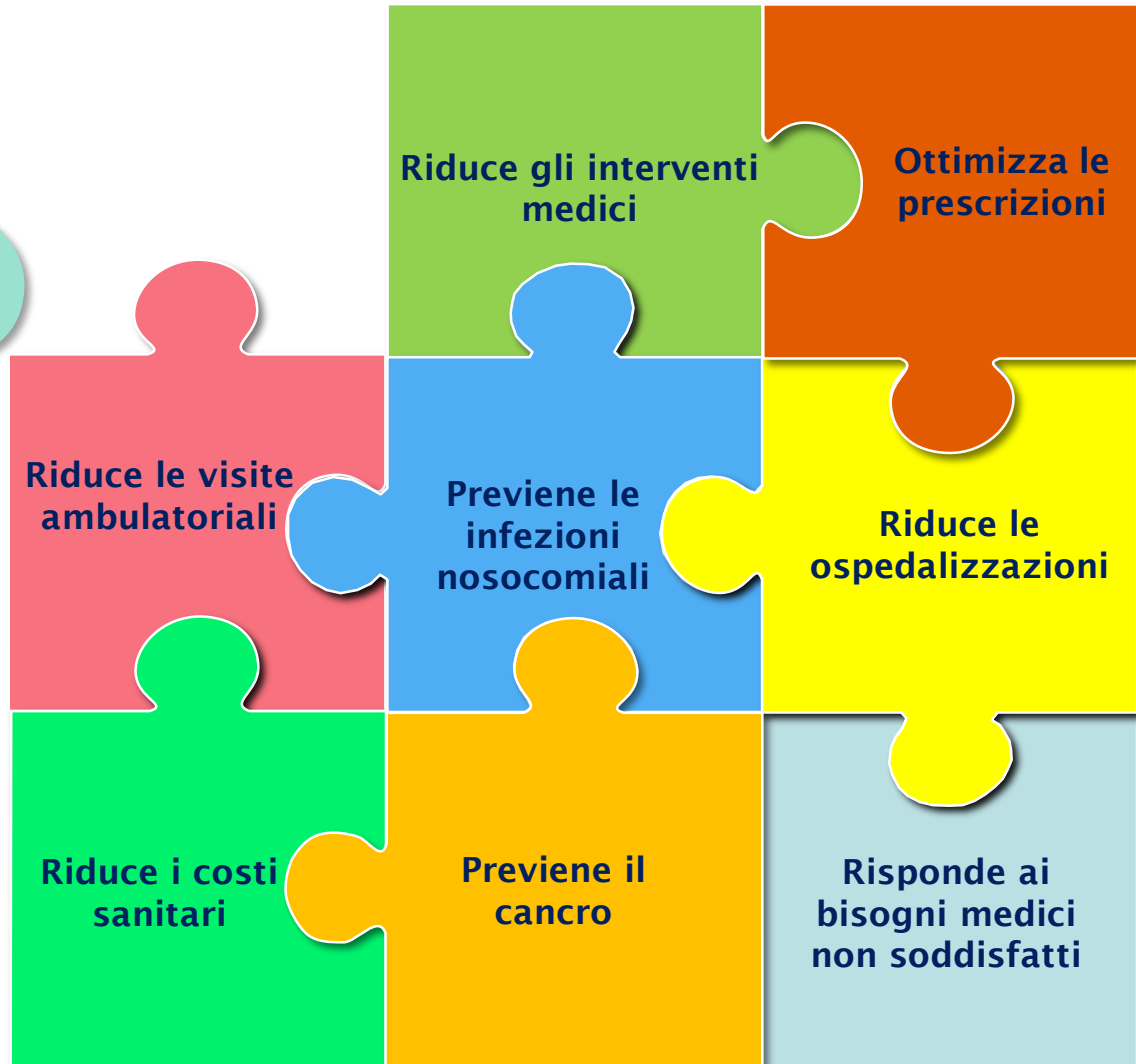 Riduce gli interventi
medici
Ottimizza le
prescrizioni
Riduce le visite
ambulatoriali
Previene le
infezioni
nosocomiali
Riduce le
ospedalizzazioni
Riduce i costi
sanitari
Previene il
cancro
Risponde ai
bisogni medici
non soddisfatti